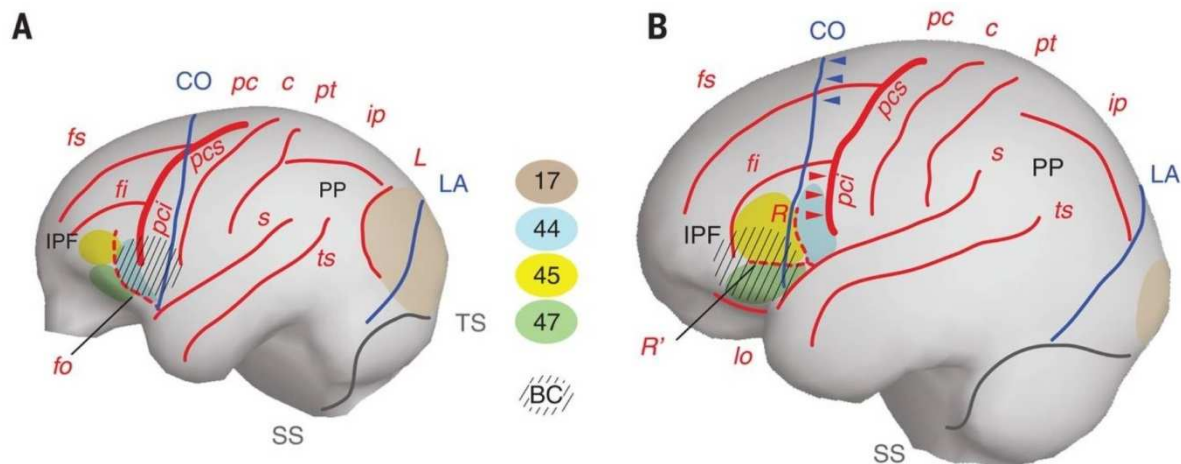 A
CO
pc
c
pt
ip
fs
pcs
L
LA
fi
pci
PP
IPF
s
ts
TS
fo
SS
17
44
45
47
BC
B
CO
pc
c
pt
fs
pcs
ip
fi
s
PP
LA
R
pci
ts
IPF
R'
lo
SS